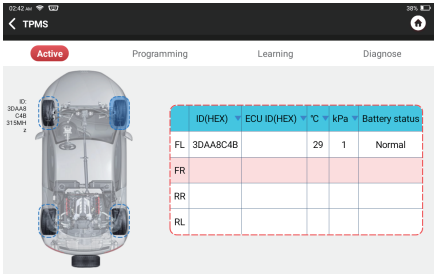 02:42 AM
38%
TPMS
Active
Programming
Learning
Diagnose
ID:
3DAA8
C4B
315MH
z
ID(HEX) ECU ID(HEX) °C kPa Battery status
FL 3DAA8C4B 29 1 Normal
FR
RR
RL